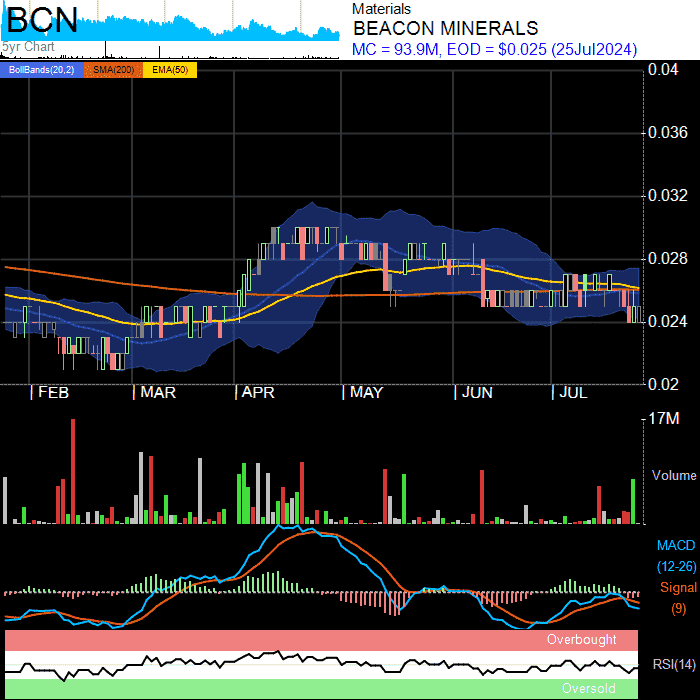 BCN
5yr Chart
Materials
BEACON MINERALS
MC = 93.9M, EOD = $0.025 (25Jul2024)
BollBands(20,2) SMA(200) EMA(50)
0.04
0.036
0.032
0.028
0.024
0.02
| FEB | MAR | APR | MAY | JUN | JUL
17M
Volume
MACD
(12-26)
Signal
(9)
Overbought
RSI(14)
Oversold